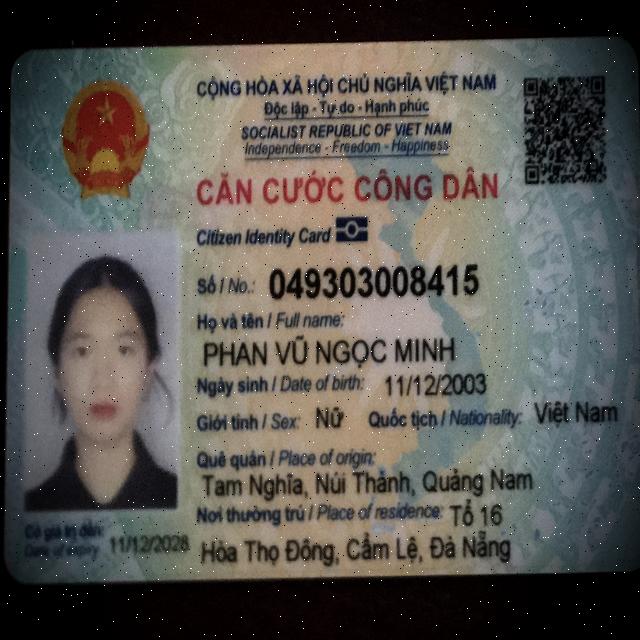 CỘNG HÒA XÃ HỘI CHỦ NGHĨA VIỆT NAM
Độc lập - Tự do - Hạnh phúc
SOCIALIST REPUBLIC OF VIET NAM
Independence - Freedom - Happiness
CĂN CƯỚC CÔNG DÂN
Citizen Identity Card
Số / No.: 049303008415
Họ và tên / Full name:
PHAN VŨ NGỌC MINH
Ngày sinh / Date of birth: 11/12/2003
Giới tính / Sex: Nữ Quốc tịch / Nationality: Việt Nam
Quê quán / Place of origin:
Tam Nghĩa, Núi Thành, Quảng Nam
Nơi thường trú / Place of residence: Tổ 16
Hòa Thọ Đông, Cẩm Lệ, Đà Nẵng
Có giá trị đến:
Date of expiry: 11/12/2028